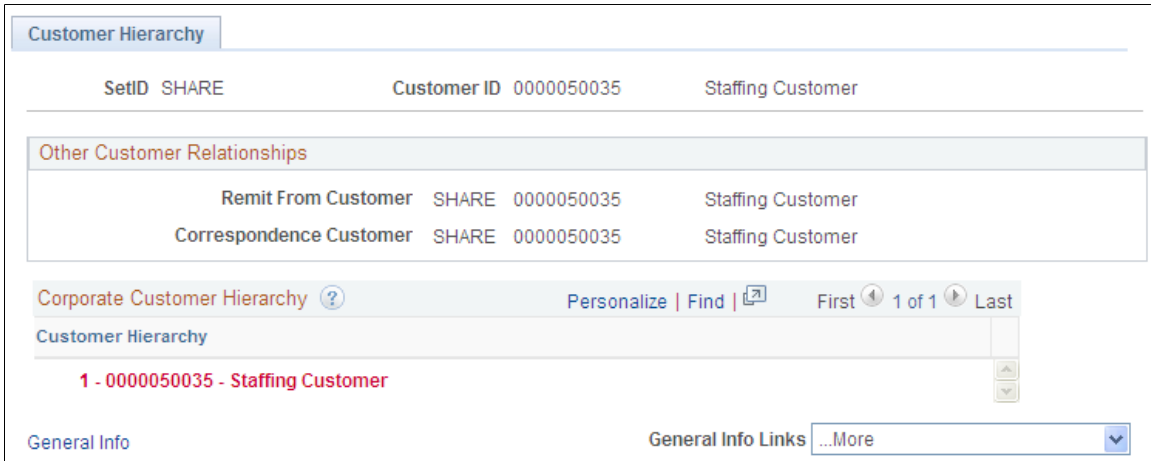 Customer Hierarchy
SetID SHARE Customer ID 0000050035 Staffing Customer
Other Customer Relationships
Remit From Customer SHARE 0000050035 Staffing Customer
Correspondence Customer SHARE 0000050035 Staffing Customer
Corporate Customer Hierarchy ? Personalize | Find | First 1 of 1 Last
Customer Hierarchy
1 - 0000050035 - Staffing Customer
General Info General Info Links ...More